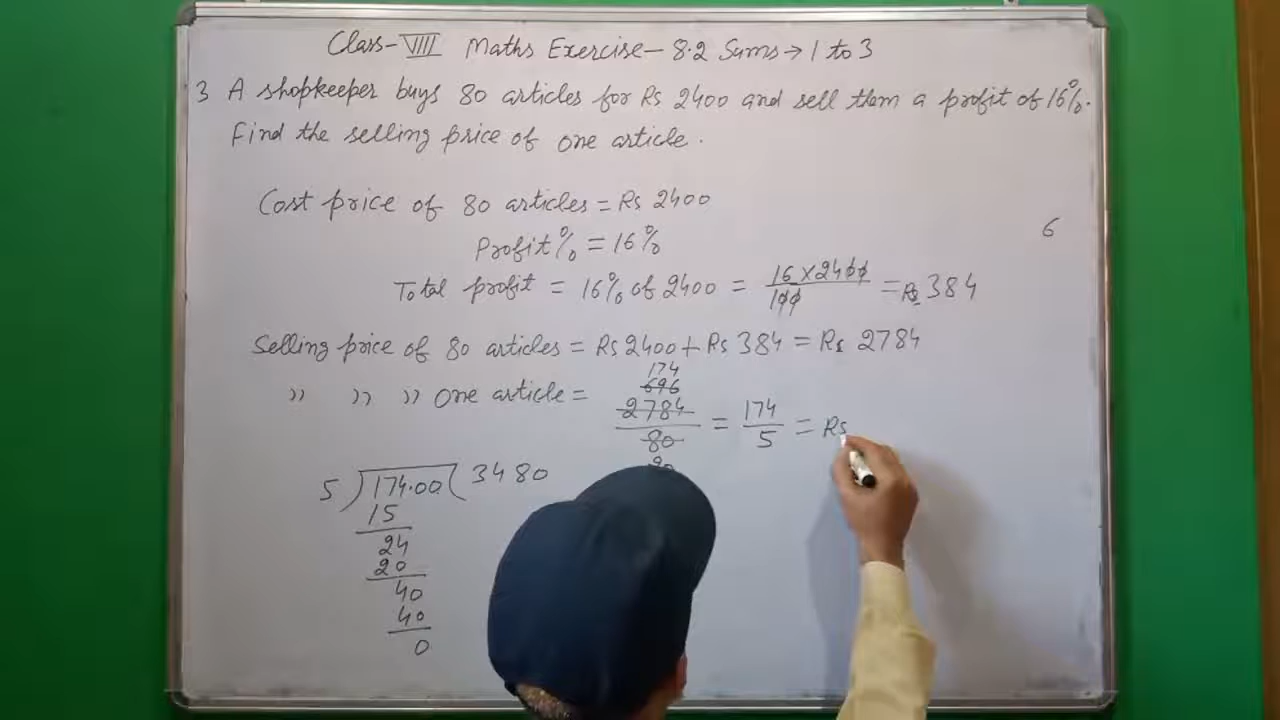 Class-VIII Maths Exercise-8.2 Sums→1 to 3
3 A shopkeeper buys 80 articles for Rs 2400 and sell them a profit of 16%.
Find the selling price of one article.
Cost price of 80 articles = Rs 2400
6
Profit% = 16%
Total profit = 16% of 2400 = 16 × 2400 / 100 = Rs 384
Selling price of 80 articles = Rs 2400 + Rs 384 = Rs 2784
174
696
" " " One article = 2784 / 80 = 174 / 5 = Rs
5 ) 174.00 ( 3480
15
24
20
40
40
0